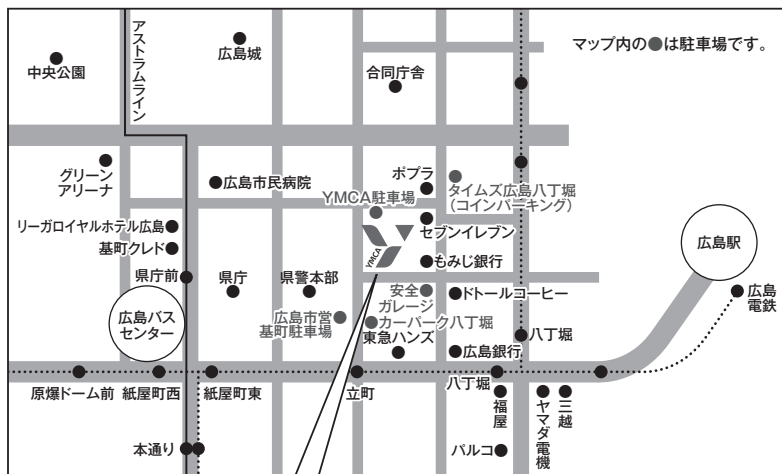 マップ内の●は駐車場です。
アストラムライン
中央公園
広島城
合同庁舎
グリーン
アリーナ
広島市民病院
ポプラ
タイムズ広島八丁堀
（コインパーキング）
YMCA駐車場
YMCA
セブンイレブン
リーガロイヤルホテル広島
基町クレド
もみじ銀行
広島駅
県庁前
県庁
県警本部
安全
ガレージ
ドトールコーヒー
広島
電鉄
広島バス
センター
広島市営
基町駐車場
カーパーク八丁堀
東急ハンズ
広島銀行
八丁堀
原爆ドーム前
紙屋町西
紙屋町東
立町
八丁堀
福屋
ヤマダ電機
三越
本通り
パルコ